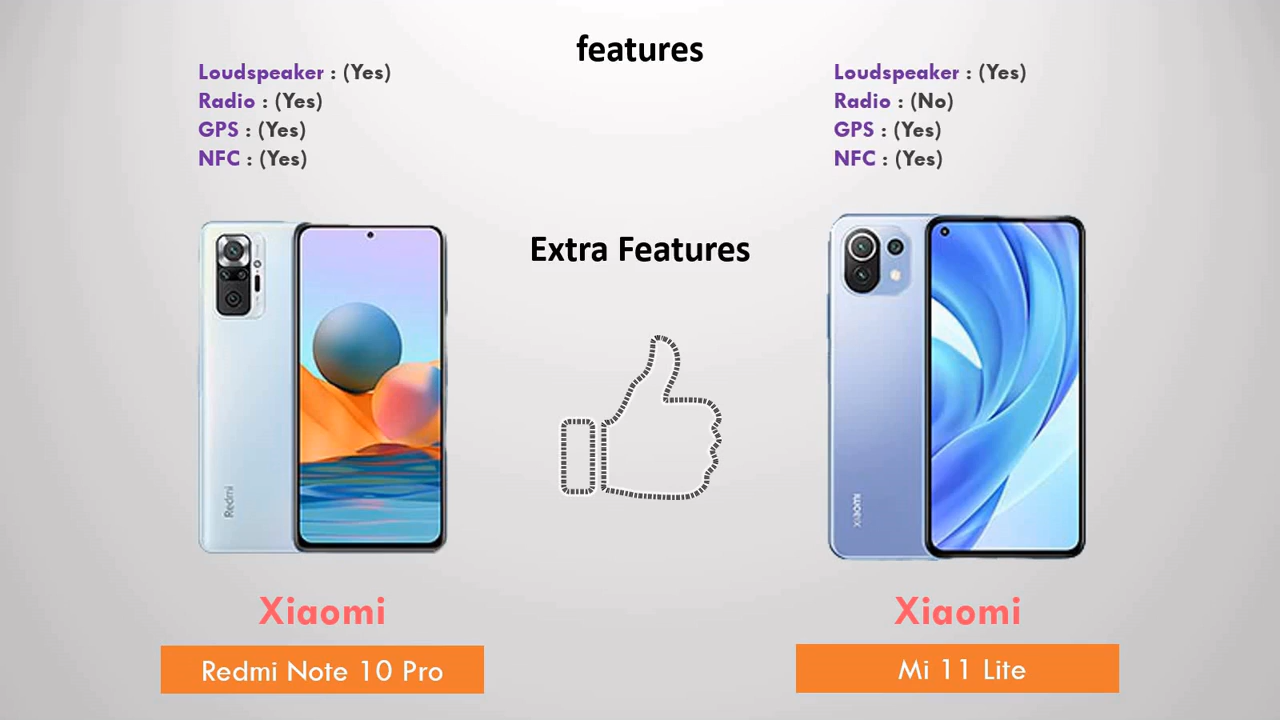 features
Loudspeaker : (Yes)
Radio : (Yes)
GPS : (Yes)
NFC : (Yes)
Loudspeaker : (Yes)
Radio : (No)
GPS : (Yes)
NFC : (Yes)
Extra Features
Redmi
xiaomi
Xiaomi
Redmi Note 10 Pro
Xiaomi
Mi 11 Lite